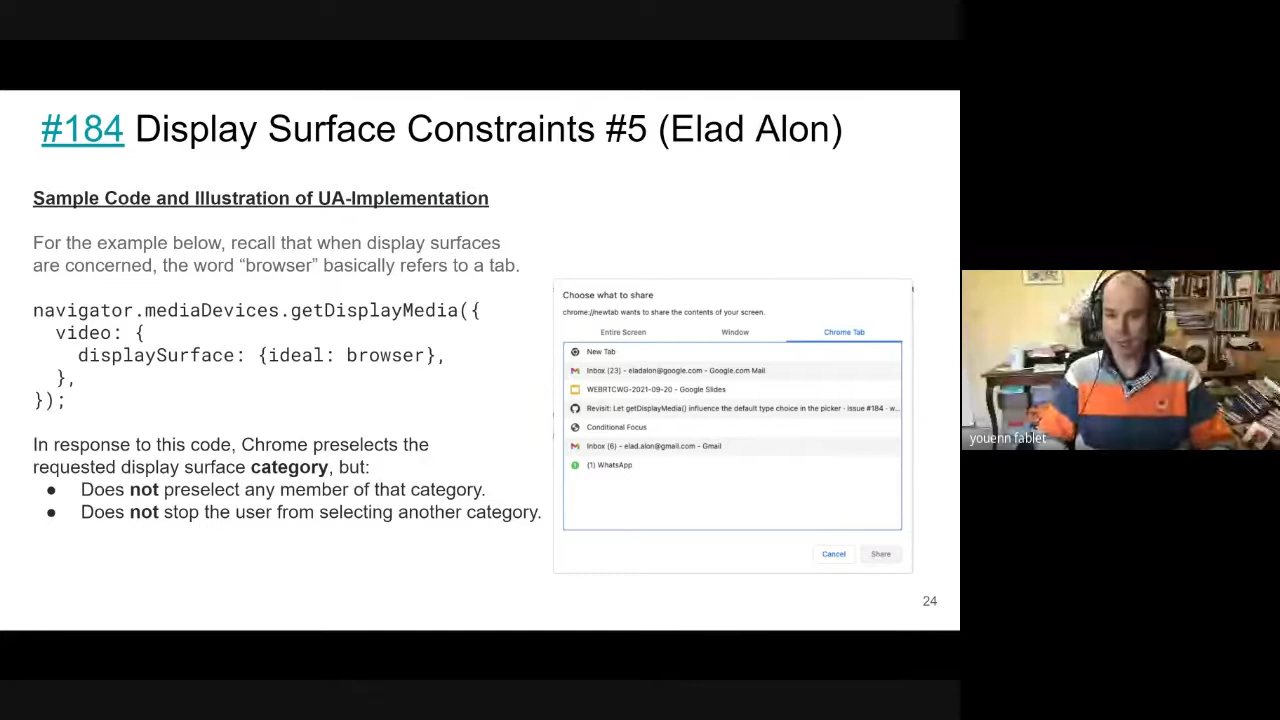 #184 Display Surface Constraints #5 (Elad Alon)
Sample Code and Illustration of UA-Implementation
For the example below, recall that when display surfaces
are concerned, the word “browser” basically refers to a tab.
navigator.mediaDevices.getDisplayMedia({
video: {
displaySurface: {ideal: browser},
},
});
In response to this code, Chrome preselects the
requested display surface category, but:
● Does not preselect any member of that category.
● Does not stop the user from selecting another category.
Choose what to share
chrome://newtab wants to share the contents of your screen.
Entire Screen Window Chrome Tab
New Tab
Inbox (23) - eladalon@google.com - Google.com Mail
WEBRTCWG-2021-09-20 - Google Slides
Revisit: Let getDisplayMedia() influence the default type choice in the picker · Issue #184 · w...
Conditional Focus
Inbox (6) - elad.alon@gmail.com - Gmail
(1) WhatsApp
Cancel Share
24
youenn fablet